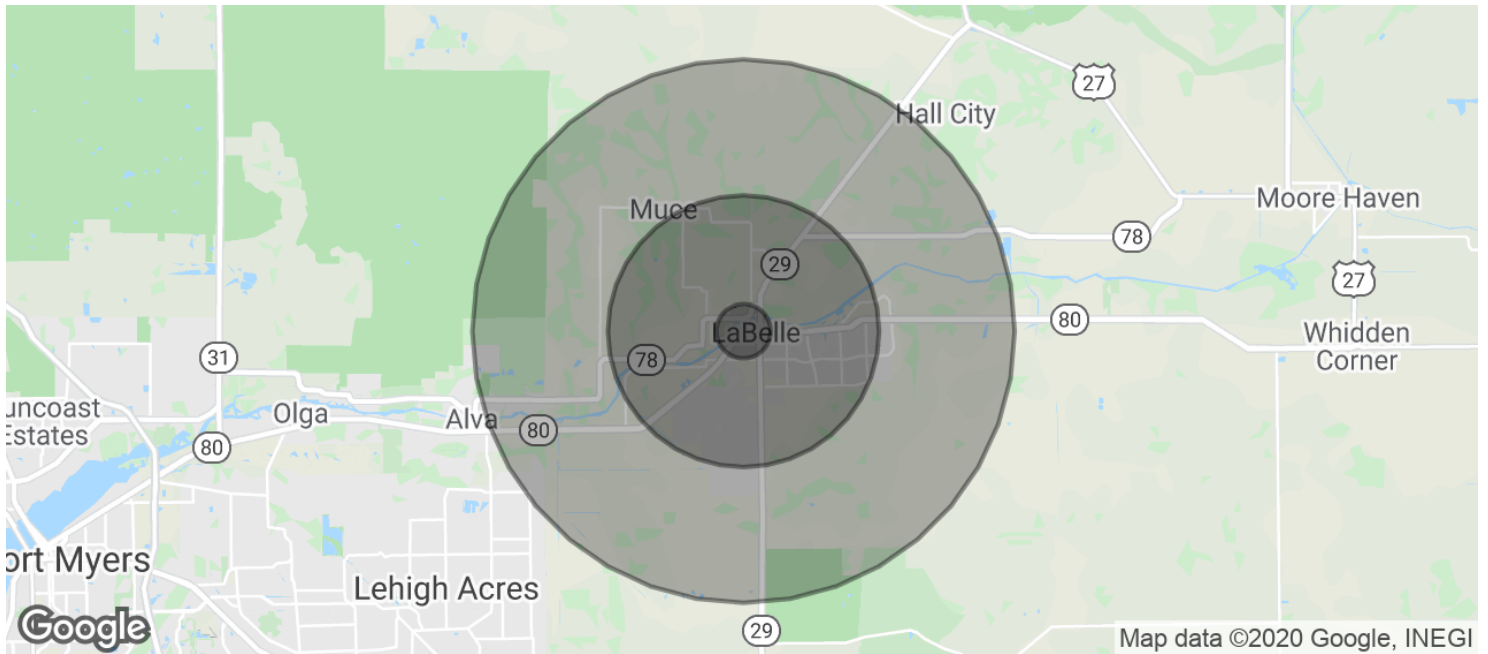 27
Hall City
Muce
Moore Haven
78
29
27
LaBelle
80
Whidden
Corner
31
78
uncoast
Estates
Olga
Alva
80
80
ort Myers
Lehigh Acres
29
Google
Map data ©2020 Google, INEGI